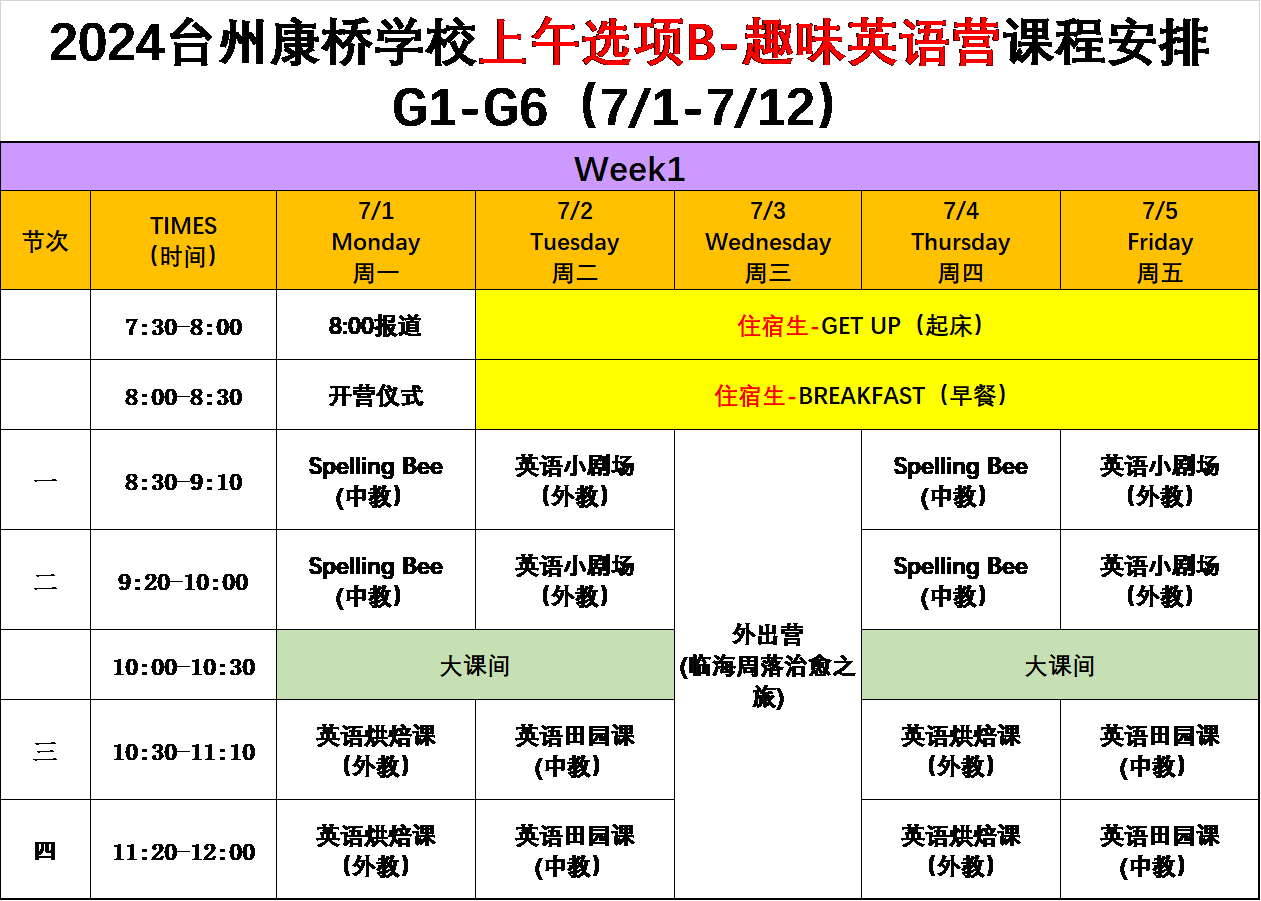 2024台州康桥学校上午选项B-趣味英语营课程安排
G1-G6（7/1-7/12）
Week1
节次
TIMES
（时间）
7/1
Monday
周一
7/2
Tuesday
周二
7/3
Wednesday
周三
7/4
Thursday
周四
7/5
Friday
周五
7:30-8:00
8:00报道
住宿生-GET UP（起床）
8:00-8:30
开营仪式
住宿生-BREAKFAST（早餐）
一
8:30-9:10
Spelling Bee
(中教）
英语小剧场
（外教）
外出营
(临海周落治愈之
旅)
Spelling Bee
(中教）
英语小剧场
（外教）
二
9:20-10:00
Spelling Bee
(中教）
英语小剧场
（外教）
Spelling Bee
(中教）
英语小剧场
（外教）
10:00-10:30
大课间
大课间
三
10:30-11:10
英语烘焙课
（外教）
英语田园课
(中教）
英语烘焙课
（外教）
英语田园课
(中教）
四
11:20-12:00
英语烘焙课
（外教）
英语田园课
(中教）
英语烘焙课
（外教）
英语田园课
(中教）